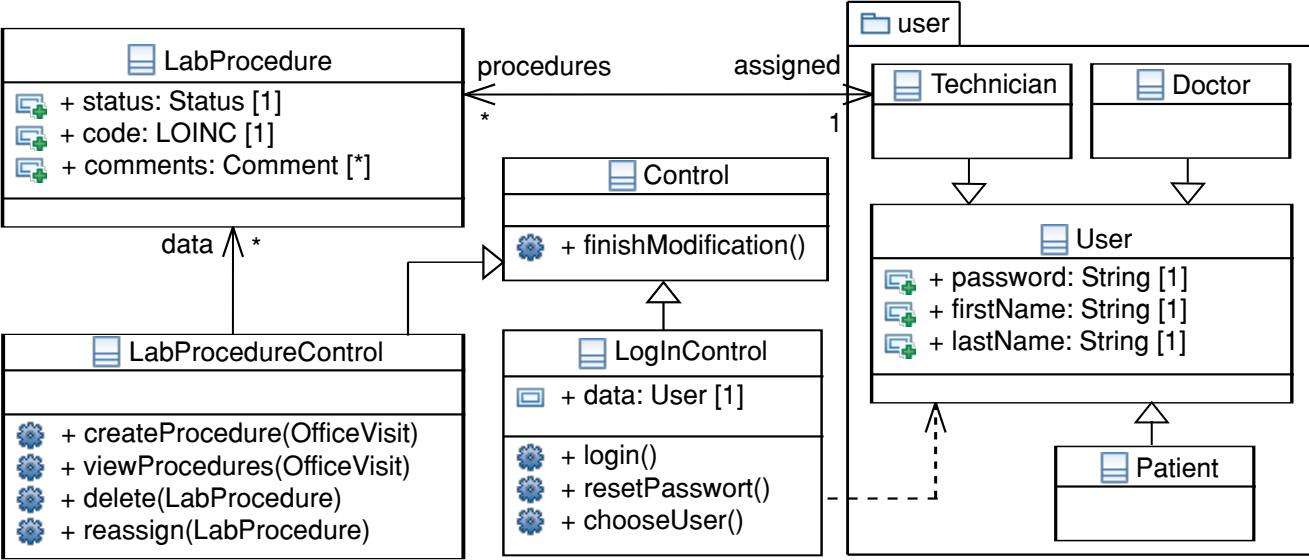 LabProcedure
+ status: Status [1]
+ code: LOINC [1]
+ comments: Comment [*]
procedures
*
assigned
1
user
Technician
Doctor
Control
+ finishModification()
User
+ password: String [1]
+ firstName: String [1]
+ lastName: String [1]
data
*
LabProcedureControl
+ createProcedure(OfficeVisit)
+ viewProcedures(OfficeVisit)
+ delete(LabProcedure)
+ reassign(LabProcedure)
LogInControl
+ data: User [1]
+ login()
+ resetPasswort()
+ chooseUser()
Patient